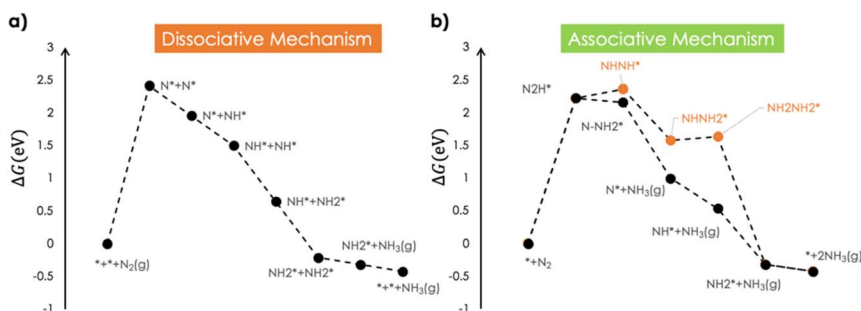 a)
Dissociative Mechanism
3
2.5
2
1.5
1
0.5
0
-0.5
-1
ΔG(eV)
N*+N*
N*+NH*
NH*+NH*
NH*+NH2*
NH2*+NH3(g)
*+*+N2(g)
NH2*+NH2*
*+*+NH3(g)
b)
Associative Mechanism
3
2.5
2
1.5
1
0.5
0
-0.5
-1
ΔG(eV)
NHNH*
N2H*
N-NH2*
NHNH2*
NH2NH2*
N*+NH3(g)
NH*+NH3(g)
*+N2
*+2NH3(g)
NH2*+NH3(g)